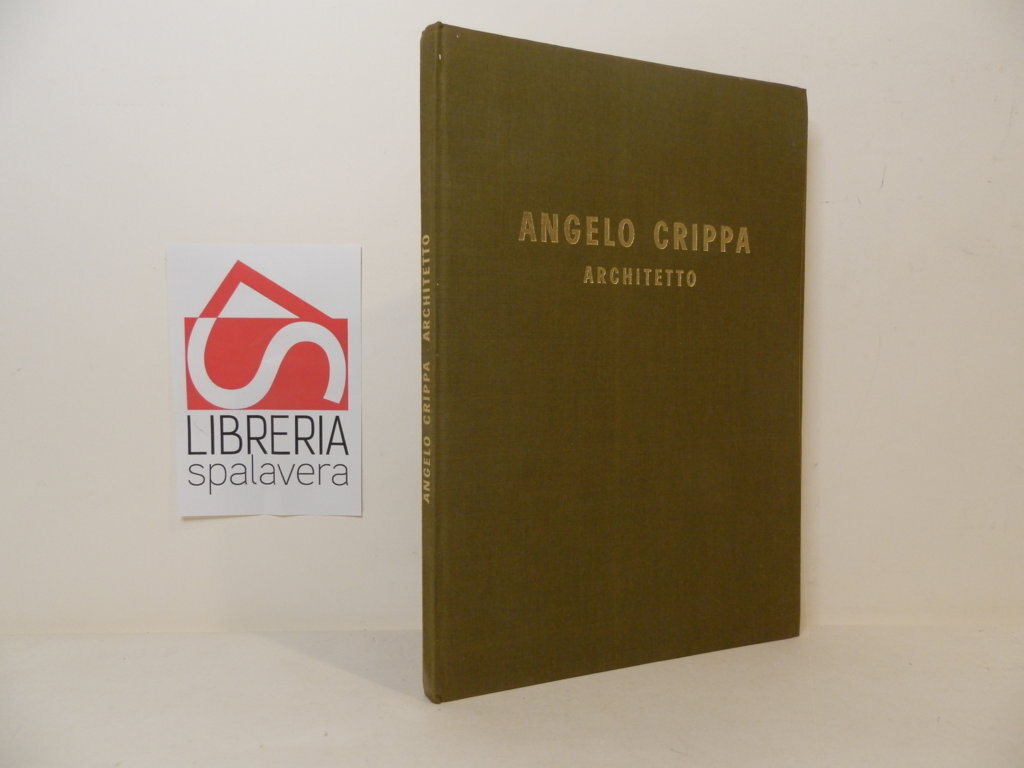 LIBRERIA
spalavera
ANGELO CRIPPA ARCHITETTO
ANGELO CRIPPA
ARCHITETTO